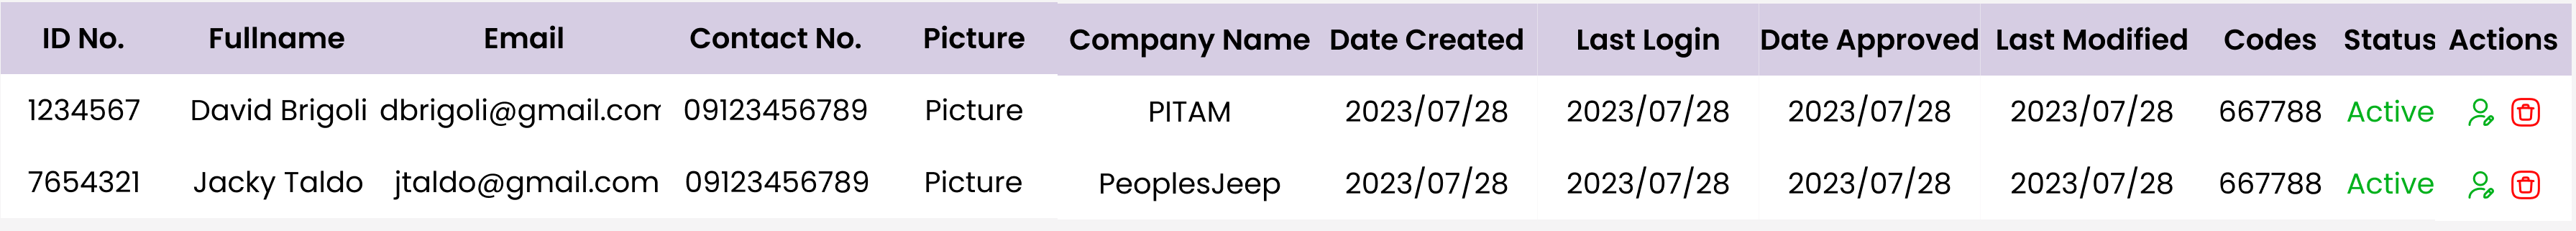 ID No. Fullname Email Contact No. Picture Company Name Date Created Last Login Date Approved Last Modified Codes Status Actions
1234567 David Brigoli dbrigoli@gmail.com 09123456789 Picture PITAM 2023/07/28 2023/07/28 2023/07/28 2023/07/28 667788 Active
7654321 Jacky Taldo jtaldo@gmail.com 09123456789 Picture PeoplesJeep 2023/07/28 2023/07/28 2023/07/28 2023/07/28 667788 Active